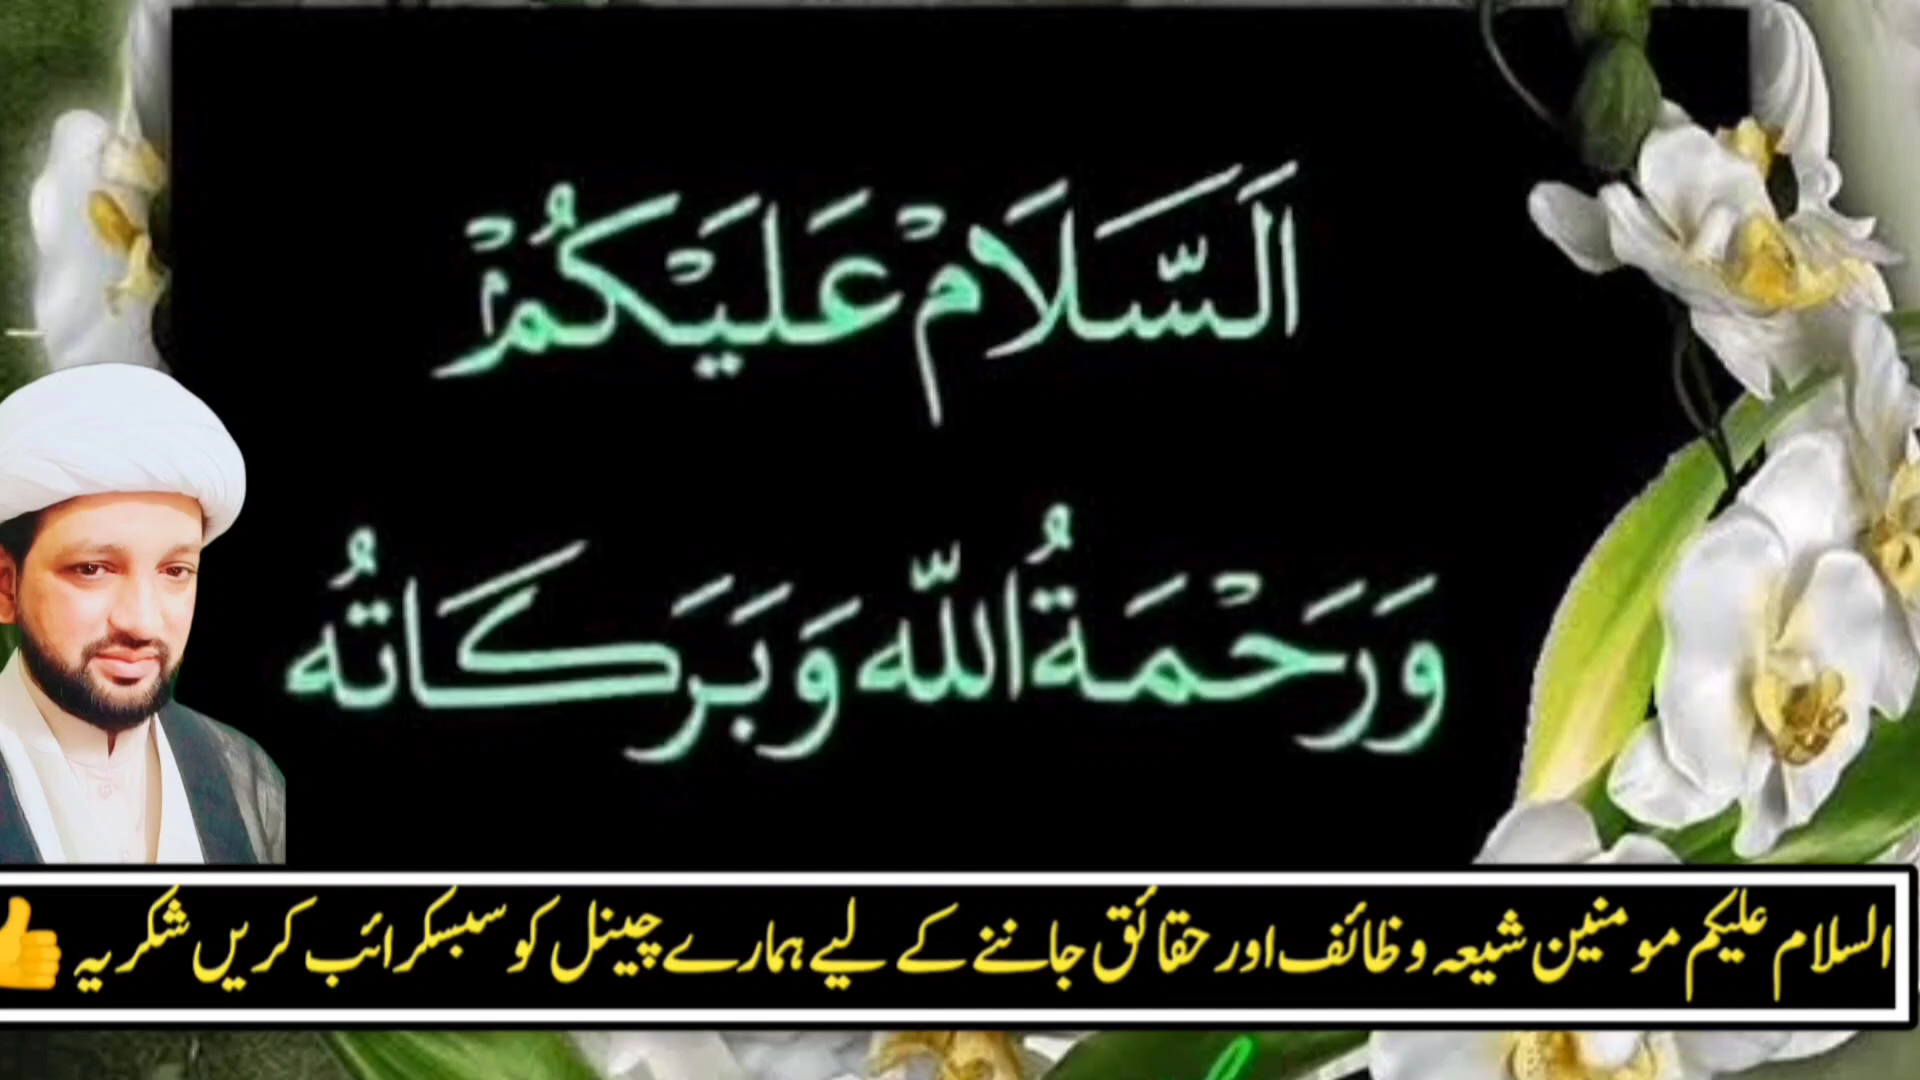 اَلسَّلَامْ عَلَيْكُمْ
وَرَحْمَةُ اللّه وَبَرَكَاتُه
السلام علیکم مومنین شیعہ وظائف اور حقائق جاننے کے لیے ہمارے چینل کو سبسکرائب کریں شکریہ 👍